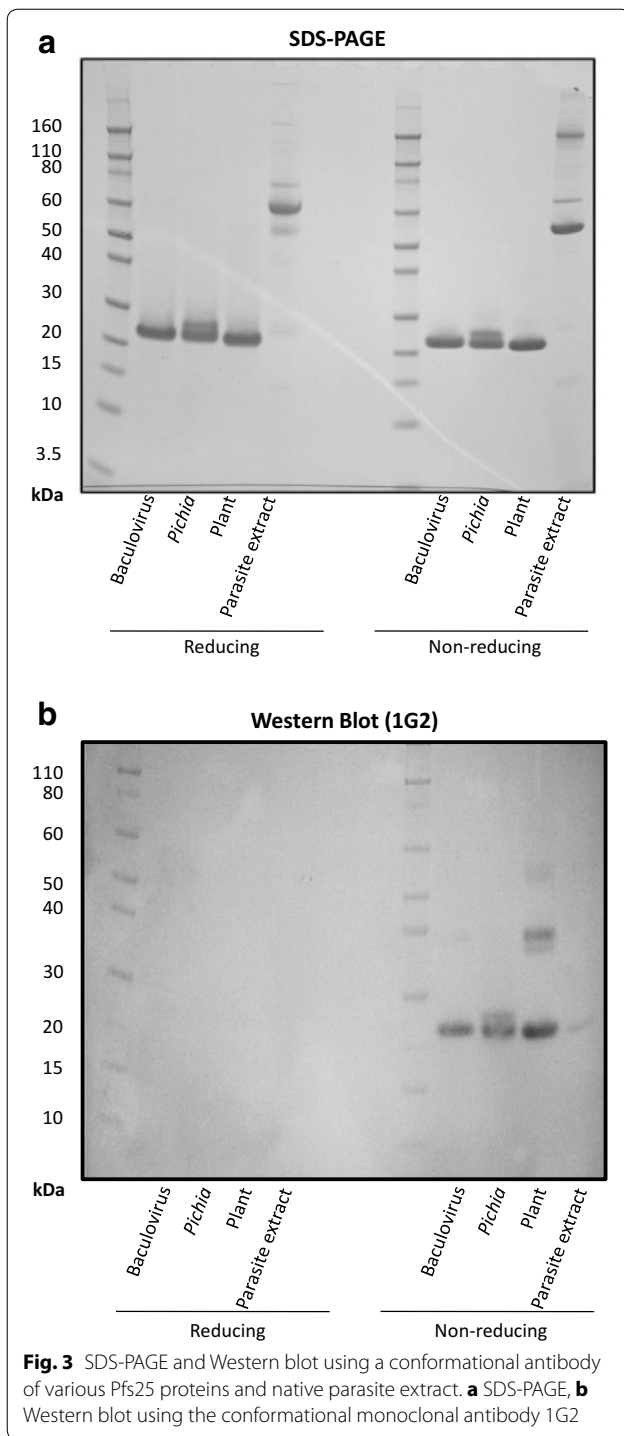 a
SDS-PAGE
160
110
80
60
50
40
30
20
15
10
3.5
kDa
Baculovirus
Pichia
Plant
Parasite extract
Baculovirus
Pichia
Plant
Parasite extract
Reducing
Non-reducing
b
Western Blot (1G2)
110
80
60
50
40
30
20
15
10
kDa
Baculovirus
Pichia
Plant
Parasite extract
Baculovirus
Pichia
Plant
Parasite extract
Reducing
Non-reducing
Fig. 3 SDS-PAGE and Western blot using a conformational antibody
of various Pfs25 proteins and native parasite extract. a SDS-PAGE, b
Western blot using the conformational monoclonal antibody 1G2